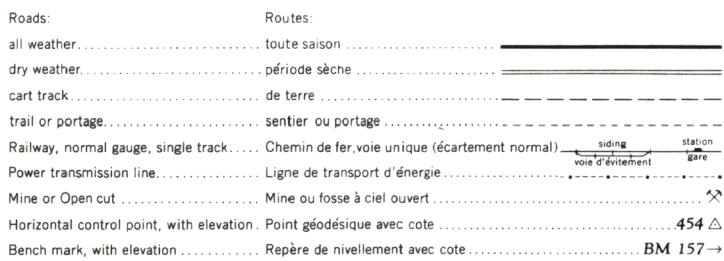 Roads: Routes:
all weather............................ toute saison ........................
dry weather............................ période sèche ........................
cart track............................ de terre ............................
trail or portage........................ sentier ou portage ....................
Railway, normal gauge, single track..... Chemin de fer, voie unique (écartement normal) siding station
voie d'évitement gare
Power transmission line................ Ligne de transport d'énergie....................
Mine or Open cut ...................... Mine ou fosse à ciel ouvert ........................................
Horizontal control point, with elevation. Point géodésique avec cote ........................................ 454
Bench mark, with elevation ............ Repère de nivellement avec cote .............................. BM 157→